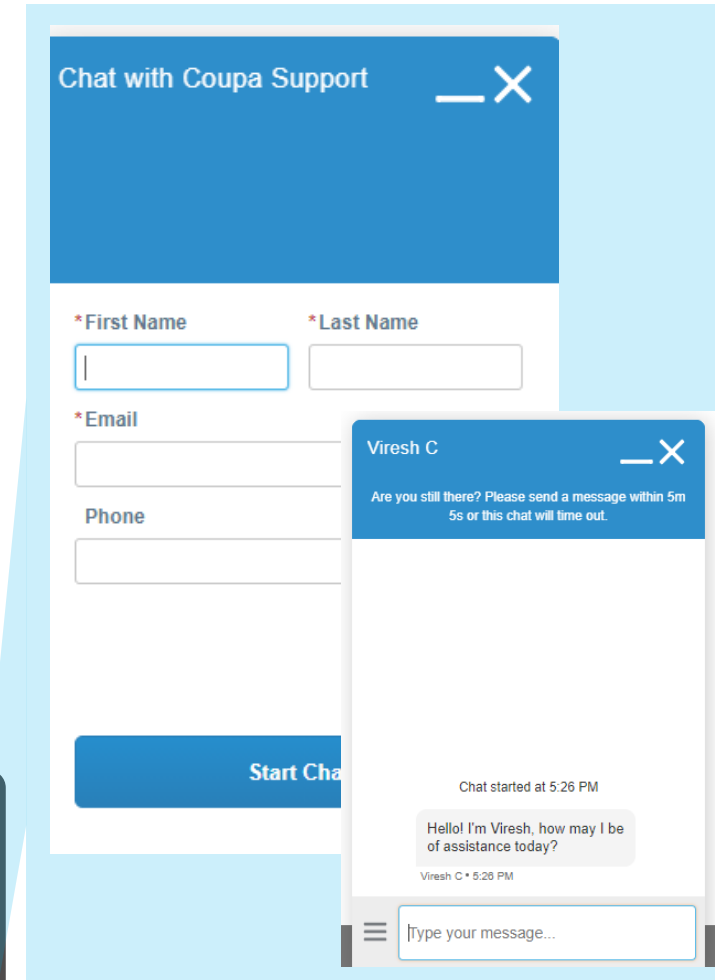 Chat with Coupa Support
*First Name
*Last Name
*Email
Phone
Start Cha
Viresh C
Are you still there? Please send a message within 5m
5s or this chat will time out.
Chat started at 5:26 PM
Hello! I'm Viresh, how may I be
of assistance today?
Viresh C • 5:26 PM
Type your message...